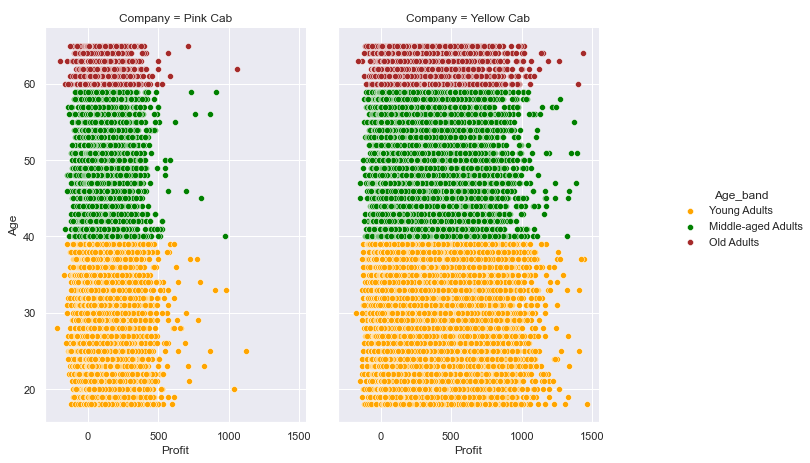 Company = Pink Cab
Company = Yellow Cab
60
50
40
30
20
Age
0
500
1000
1500
0
500
1000
1500
Profit
Profit
Age_band
Young Adults
Middle-aged Adults
Old Adults